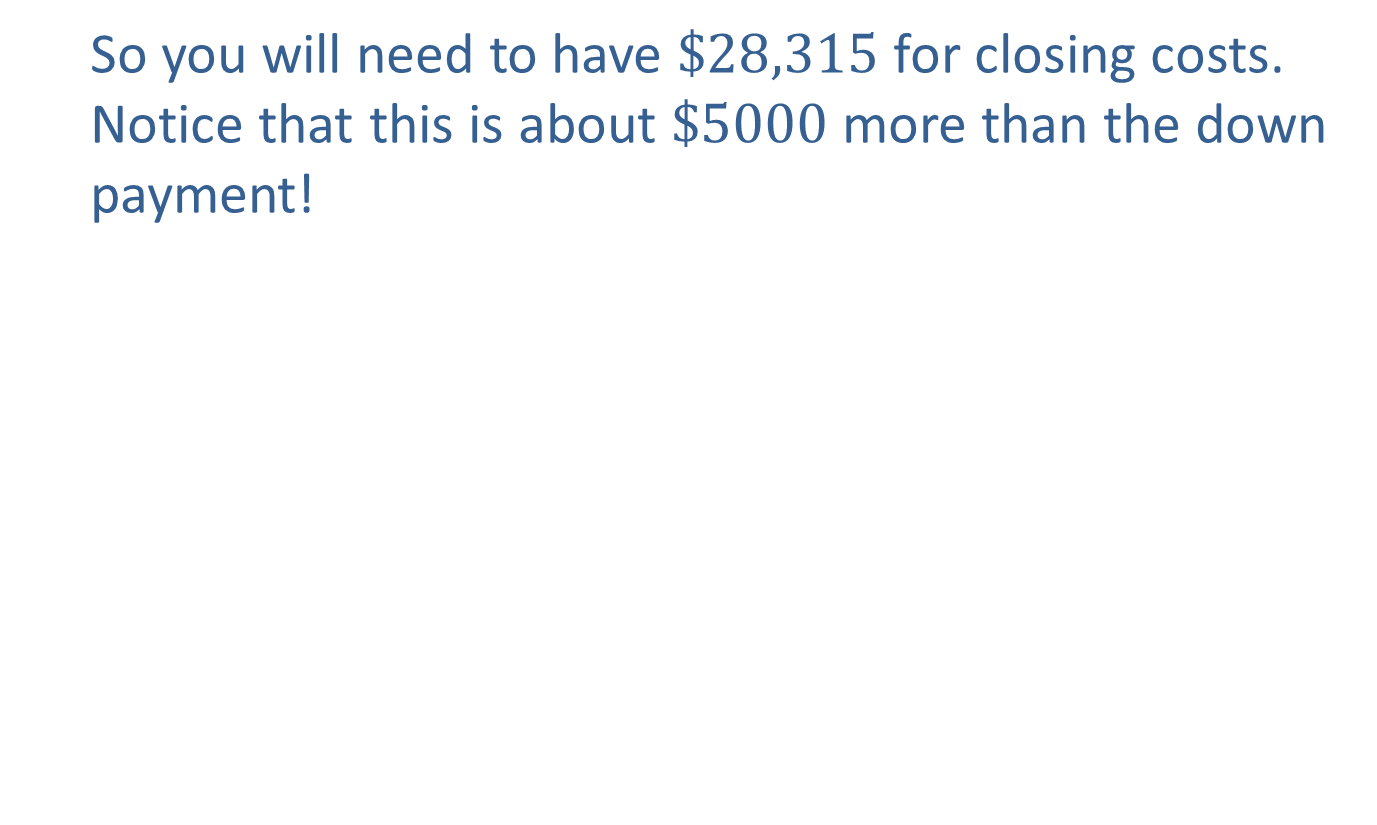 So you will need to have $28,315 for closing costs.
Notice that this is about $5000 more than the down
payment!